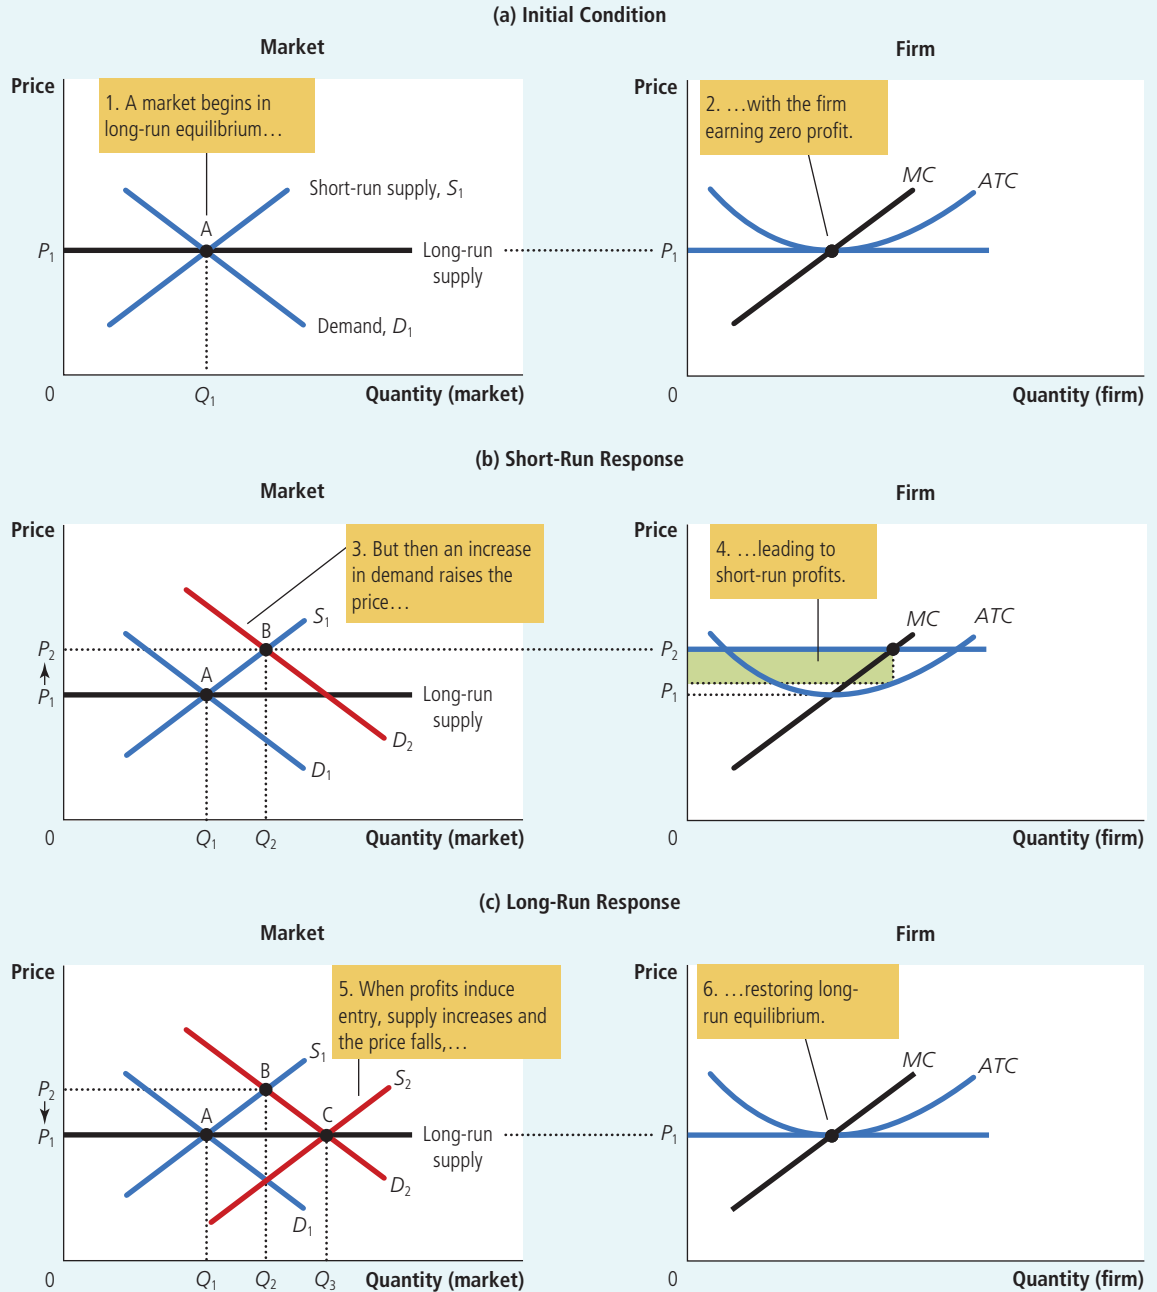 (a) Initial Condition
Market
Firm
Price
1. A market begins in
long-run equilibrium…
Short-run supply, S₁
A
P₁
Long-run
supply
Demand, D₁
0
Q₁
Quantity (market)
Price
2. …with the firm
earning zero profit.
MC
ATC
P₁
0
Quantity (firm)
(b) Short-Run Response
Market
Firm
Price
3. But then an increase
in demand raises the
price…
S₁
B
P₂
A
P₁
Long-run
supply
D₂
D₁
0
Q₁
Q₂
Quantity (market)
Price
4. …leading to
short-run profits.
MC
ATC
P₂
P₁
0
Quantity (firm)
(c) Long-Run Response
Market
Firm
Price
5. When profits induce
entry, supply increases and
the price falls,…
S₁
B
S₂
P₂
A
C
P₁
Long-run
supply
D₂
D₁
0
Q₁
Q₂
Q₃
Quantity (market)
Price
6. …restoring long-
run equilibrium.
MC
ATC
P₁
0
Quantity (firm)